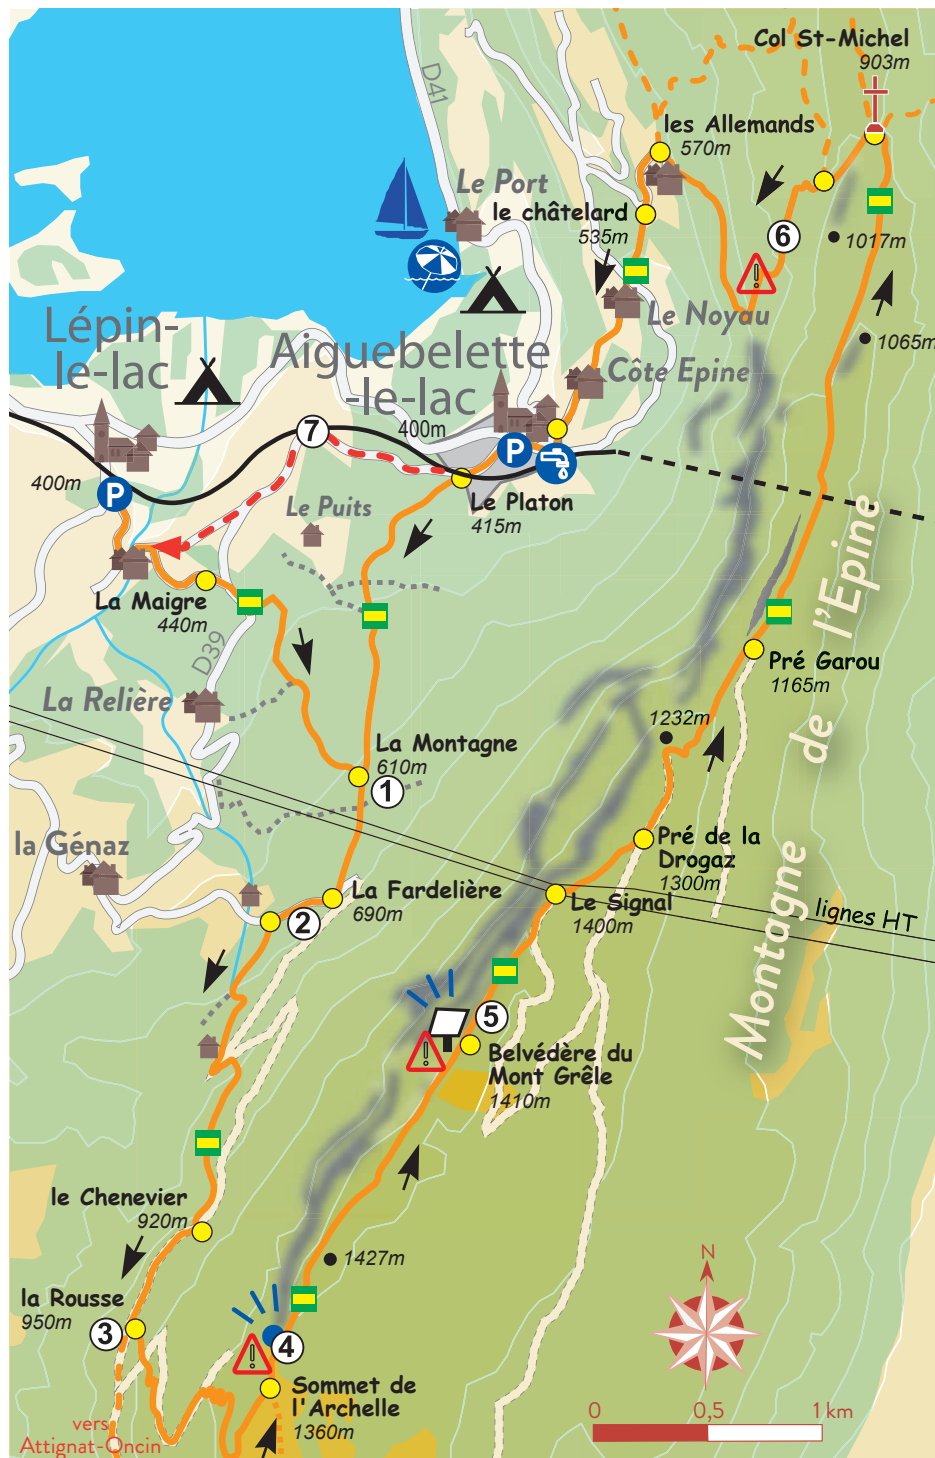 Col St-Michel
903m
D41
les Allemands
570m
Le Port
le châtelard
535m
6
1017m
Le Noyau
1065m
Lépin-
le-lac
Aiguebelette
-le-lac
400m
Côte Epine
7
P
400m
P
Le Platon
415m
Le Puits
La Maigre
440m
D39
Montagne de l'Epine
Pré Garou
1165m
La Relière
1232m
La Montagne
610m
1
la Génaz
Pré de la
Drogaz
1300m
La Fardelière
690m
2
Le Signal
1400m
lignes HT
5
Belvédère du
Mont Grêle
1410m
le Chenevier
920m
1427m
la Rousse
950m
3
4
Sommet de
l'Archelle
1360m
vers
Attignat-Oncin
N
0 0,5 1 km